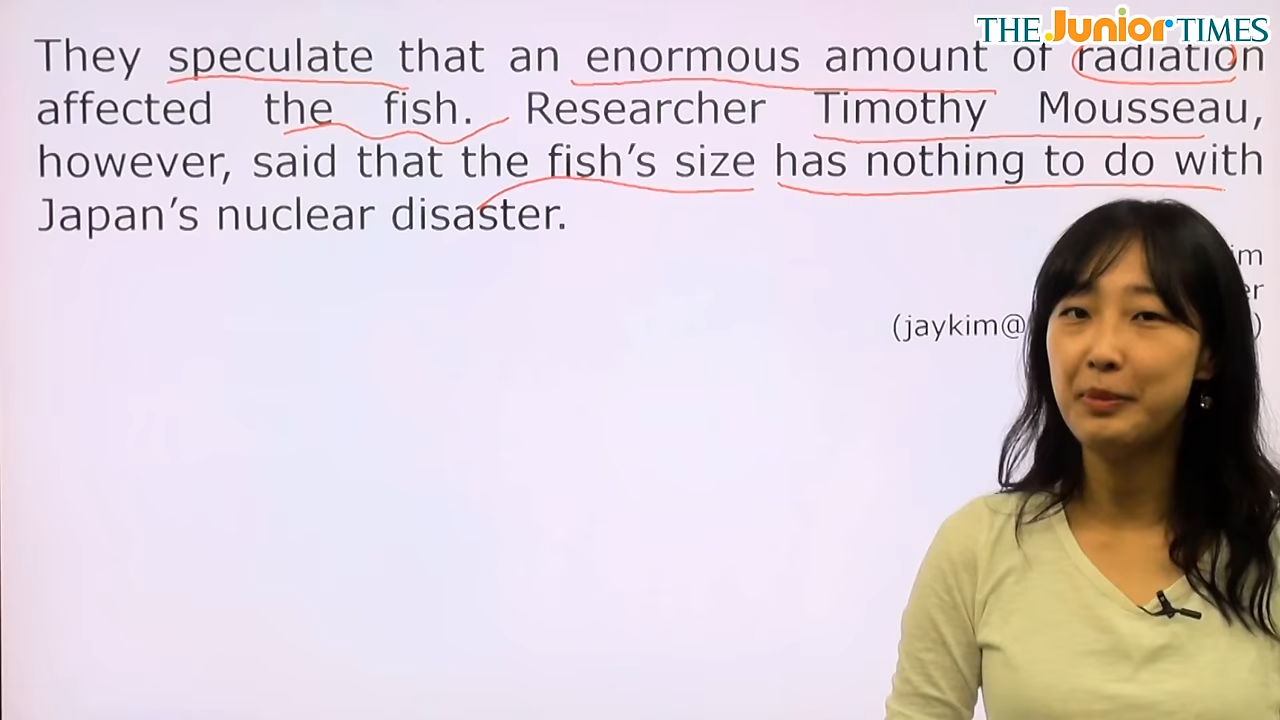 THE Junior TIMES
They speculate that an enormous amount of radiation
affected the fish. Researcher Timothy Mousseau,
however, said that the fish's size has nothing to do with
Japan's nuclear disaster.
(jaykim@